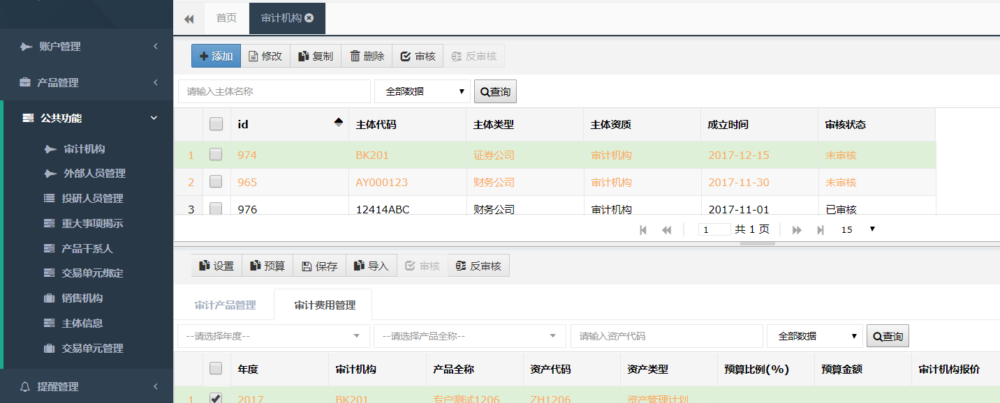 账户管理
产品管理
公共功能
审计机构
外部人员管理
投研人员管理
重大事项揭示
产品干系人
交易单元绑定
销售机构
主体信息
交易单元管理
提醒管理
首页 审计机构
添加 修改 复制 删除 审核 反审核
请输入主体名称 全部数据 查询
id 主体代码 主体类型 主体资质 成立时间 审核状态
1 974 BK201 证券公司 审计机构 2017-12-15 未审核
2 965 AY000123 财务公司 审计机构 2017-11-30 未审核
3 976 12414ABC 财务公司 审计机构 2017-11-01 已审核
1 共 1 页 15
设置 预算 保存 导入 审核 反审核
审计产品管理 审计费用管理
--请选择年度-- --请选择产品全称-- 请输入资产代码 全部数据 查询
年度 审计机构 产品全称 资产代码 资产类型 预算比例(%) 预算金额 审计机构报价
1 2017 BK201 专户测试1206 ZH1206 资产管理计划